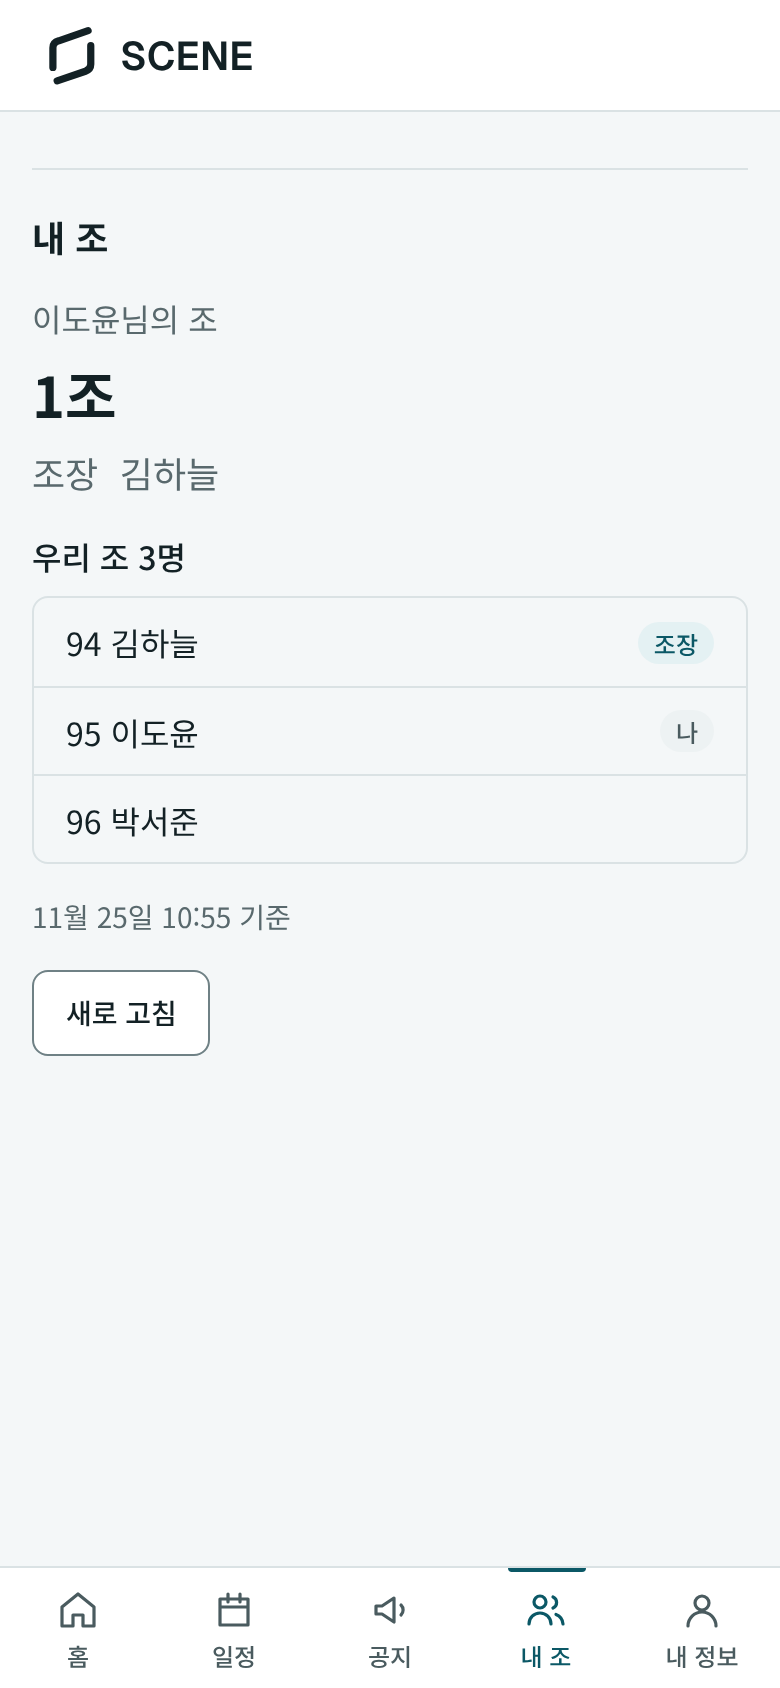 SCENE
내 조
이도윤님의 조
1조
조장 김하늘
우리 조 3명
94 김하늘 조장
95 이도윤 나
96 박서준
11월 25일 10:55 기준
새로 고침
홈 일정 공지 내 조 내 정보